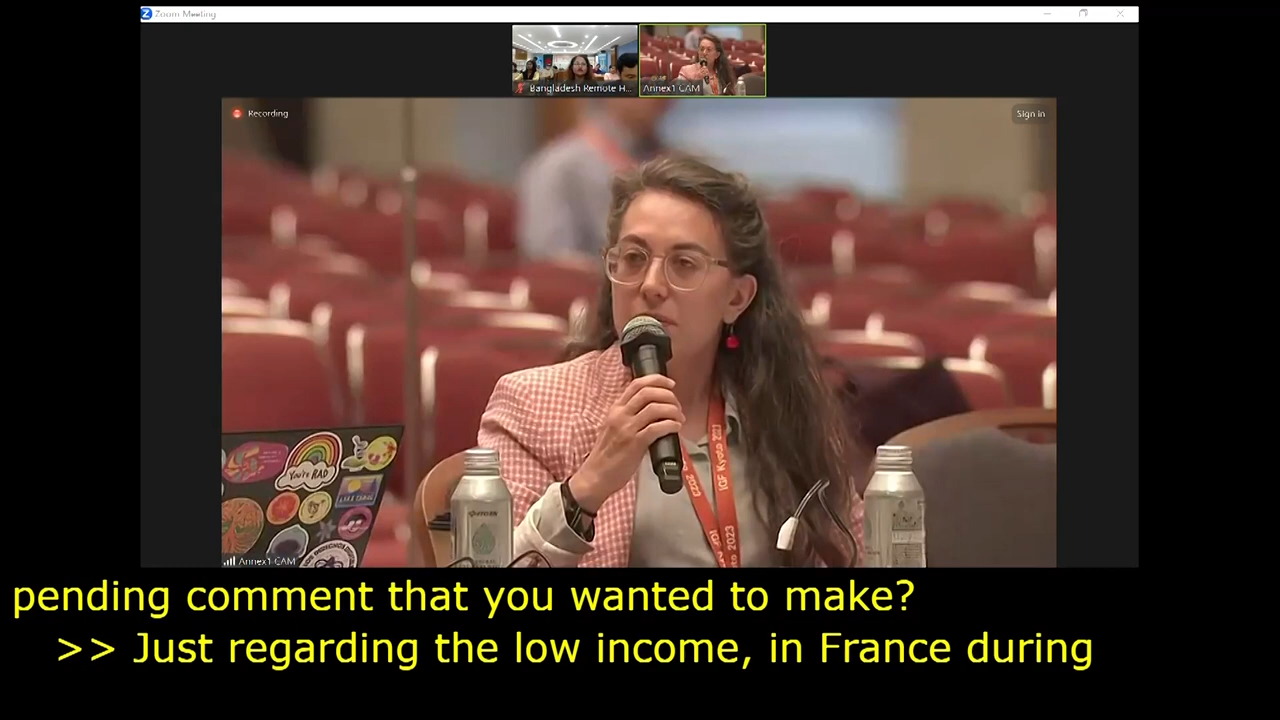 Zoom Meeting
Bangladesh Remote H...
Annex1 CAM
Recording
Sign in
YOU'RE RAD
IGF Kyoto 2023
Annex1 CAM
pending comment that you wanted to make?
>> Just regarding the low income, in France during